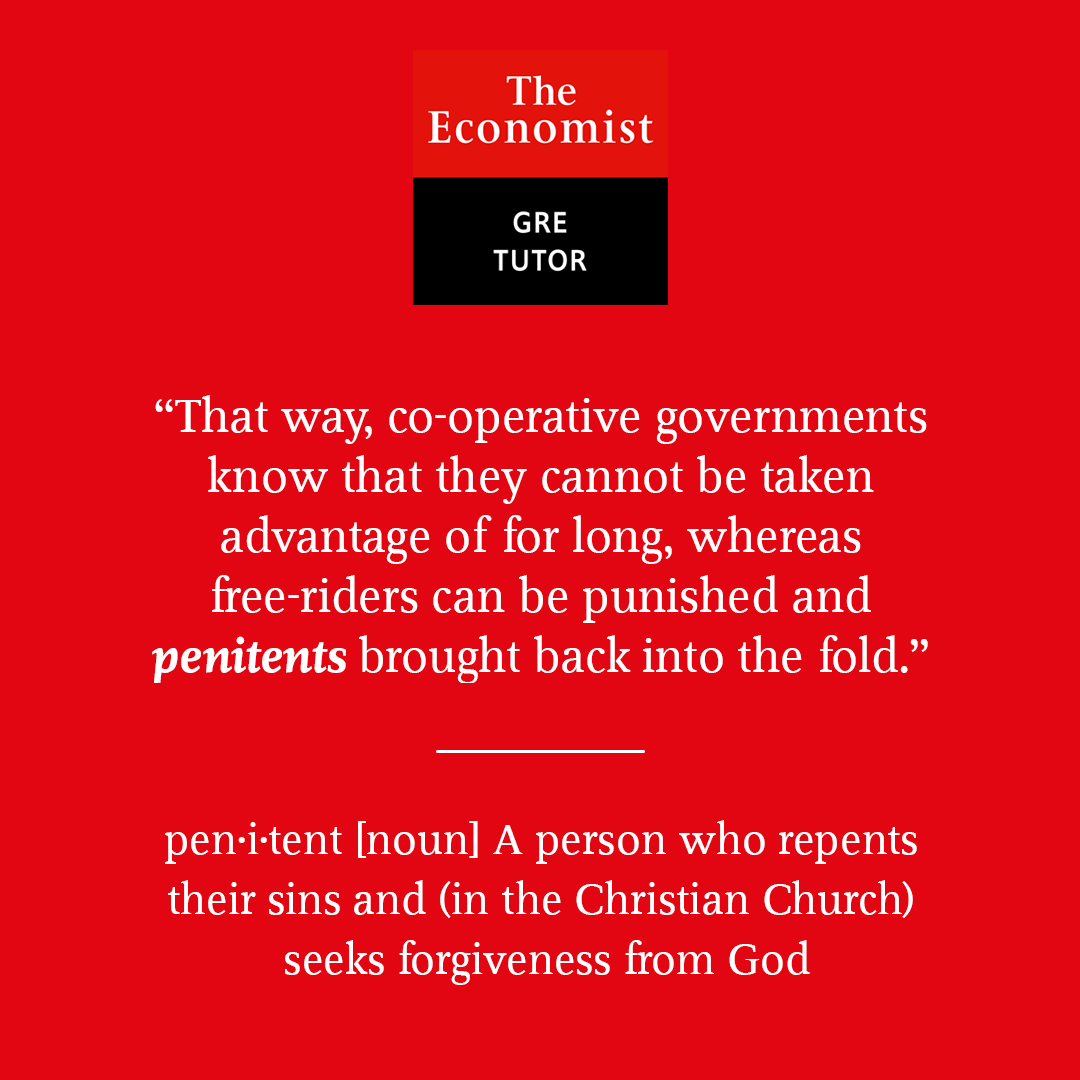 The
Economist
GRE
TUTOR
“That way, co-operative governments
know that they cannot be taken
advantage of for long, whereas
free-riders can be punished and
penitents brought back into the fold.”
pen·i·tent [noun] A person who repents
their sins and (in the Christian Church)
seeks forgiveness from God